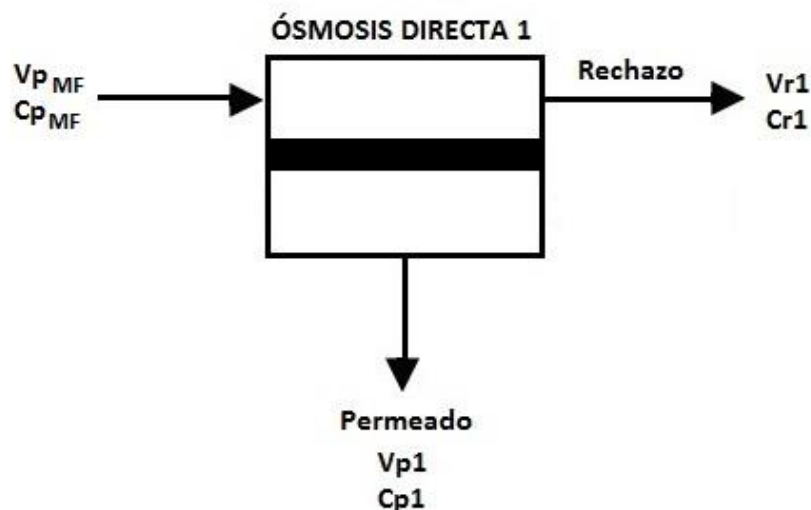 ÓSMOSIS DIRECTA 1
Vp MF
Cp MF
Rechazo
Vr1
Cr1
Permeado
Vp1
Cp1